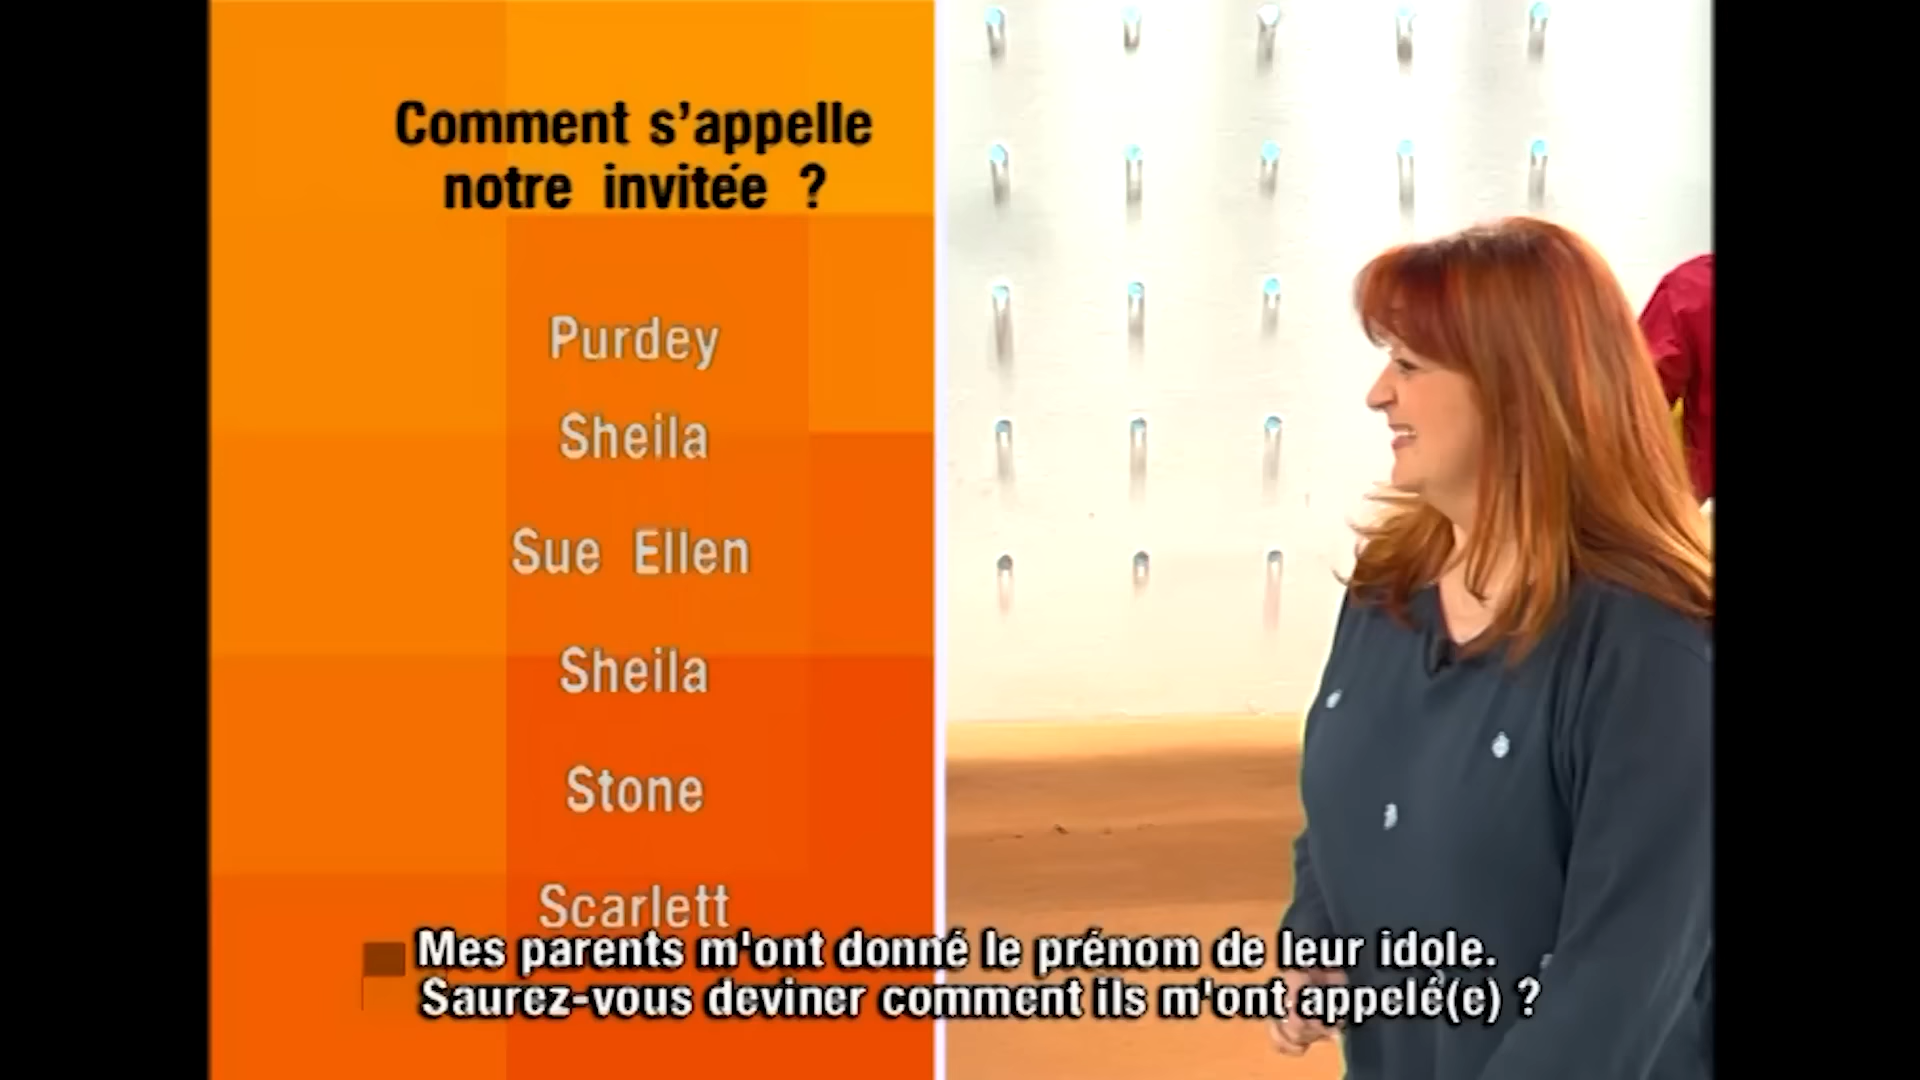 Comment s'appelle
notre invitée ?
Purdey
Sheila
Sue Ellen
Sheila
Stone
Scarlett
Mes parents m'ont donné le prénom de leur idole.
Saurez-vous deviner comment ils m'ont appelé(e) ?